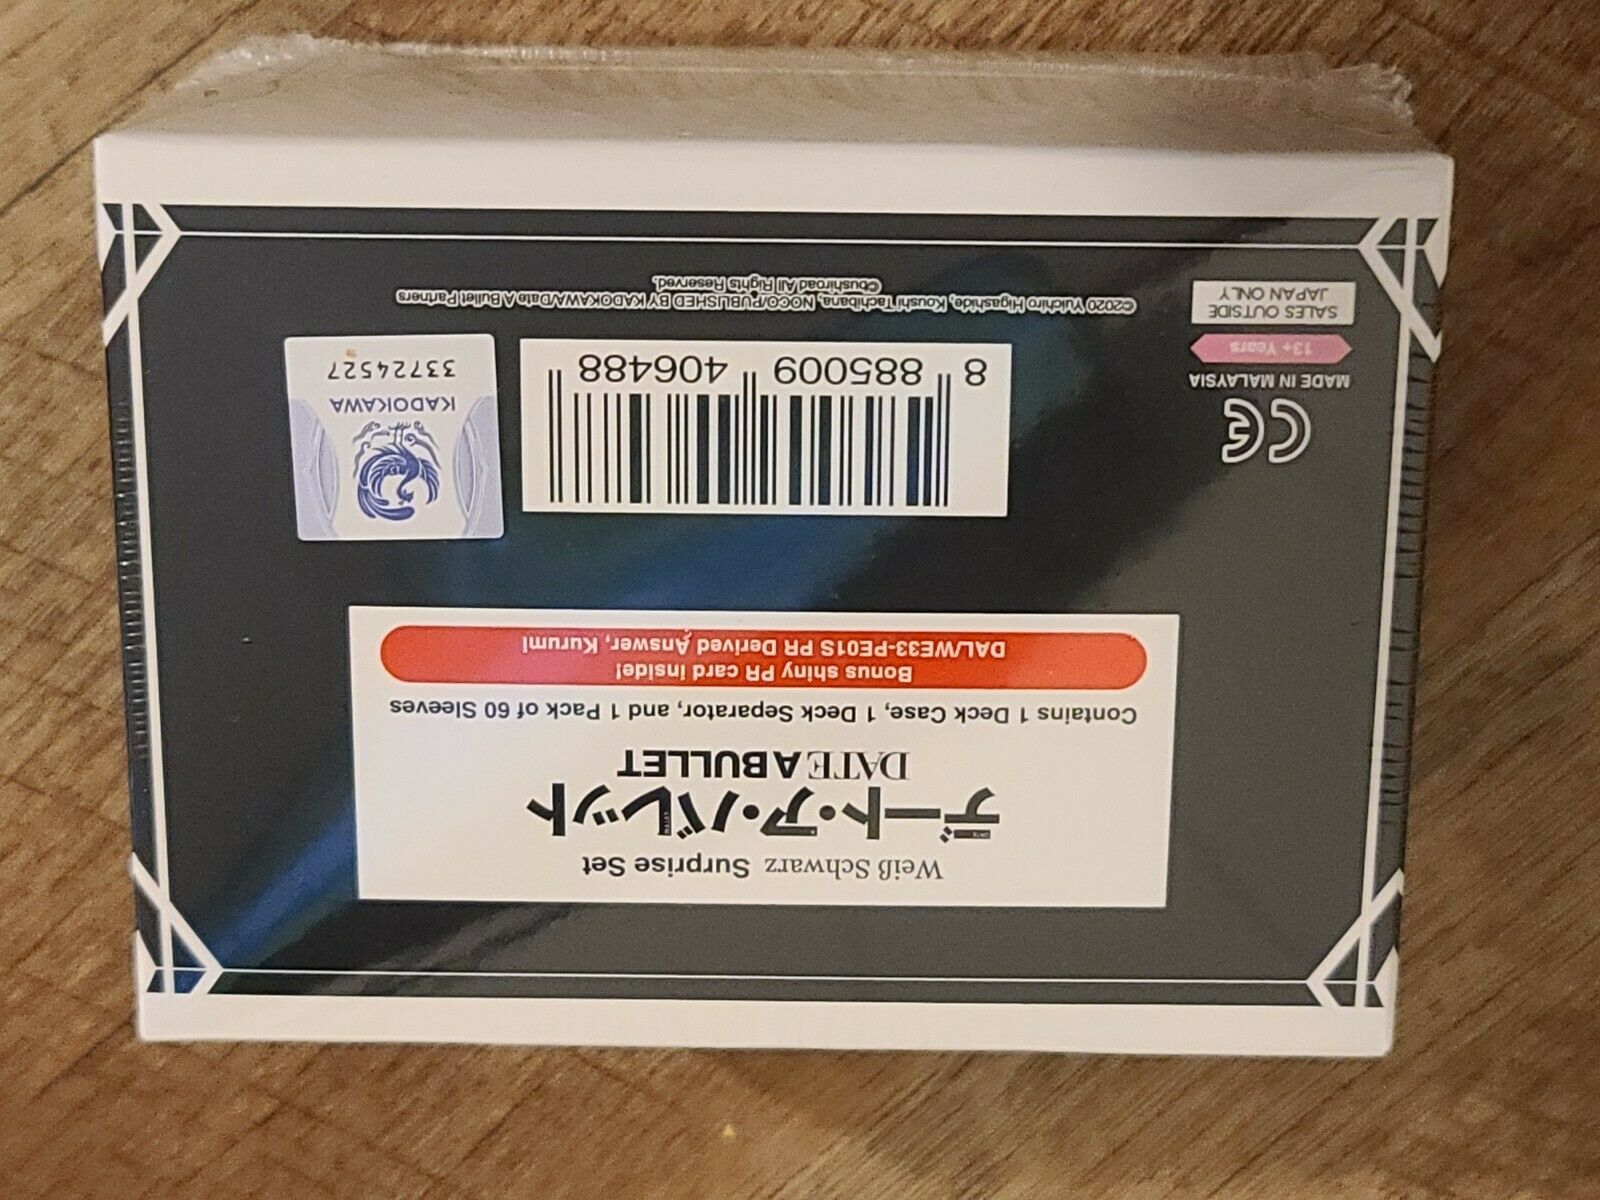 Weiß Schwarz Surprise Set
デート・ア・バレット
DATE A BULLET
Contains 1 Deck Case, 1 Deck Separator, and 1 Pack of 60 Sleeves
Bonus shiny PR card inside!
DAL/WE33-PE01S PR Derived Answer, Kurumi
MADE IN MALAYSIA
13+ Years
SALES OUTSIDE
JAPAN ONLY
8 885009 406488
KADOKAWA
33724527
©2020 Yuichiro Higashide, Koushi Tachibana, NOCO/PUBLISHED BY KADOKAWA/Date A Bullet Partners
©bushiroad All Rights Reserved.